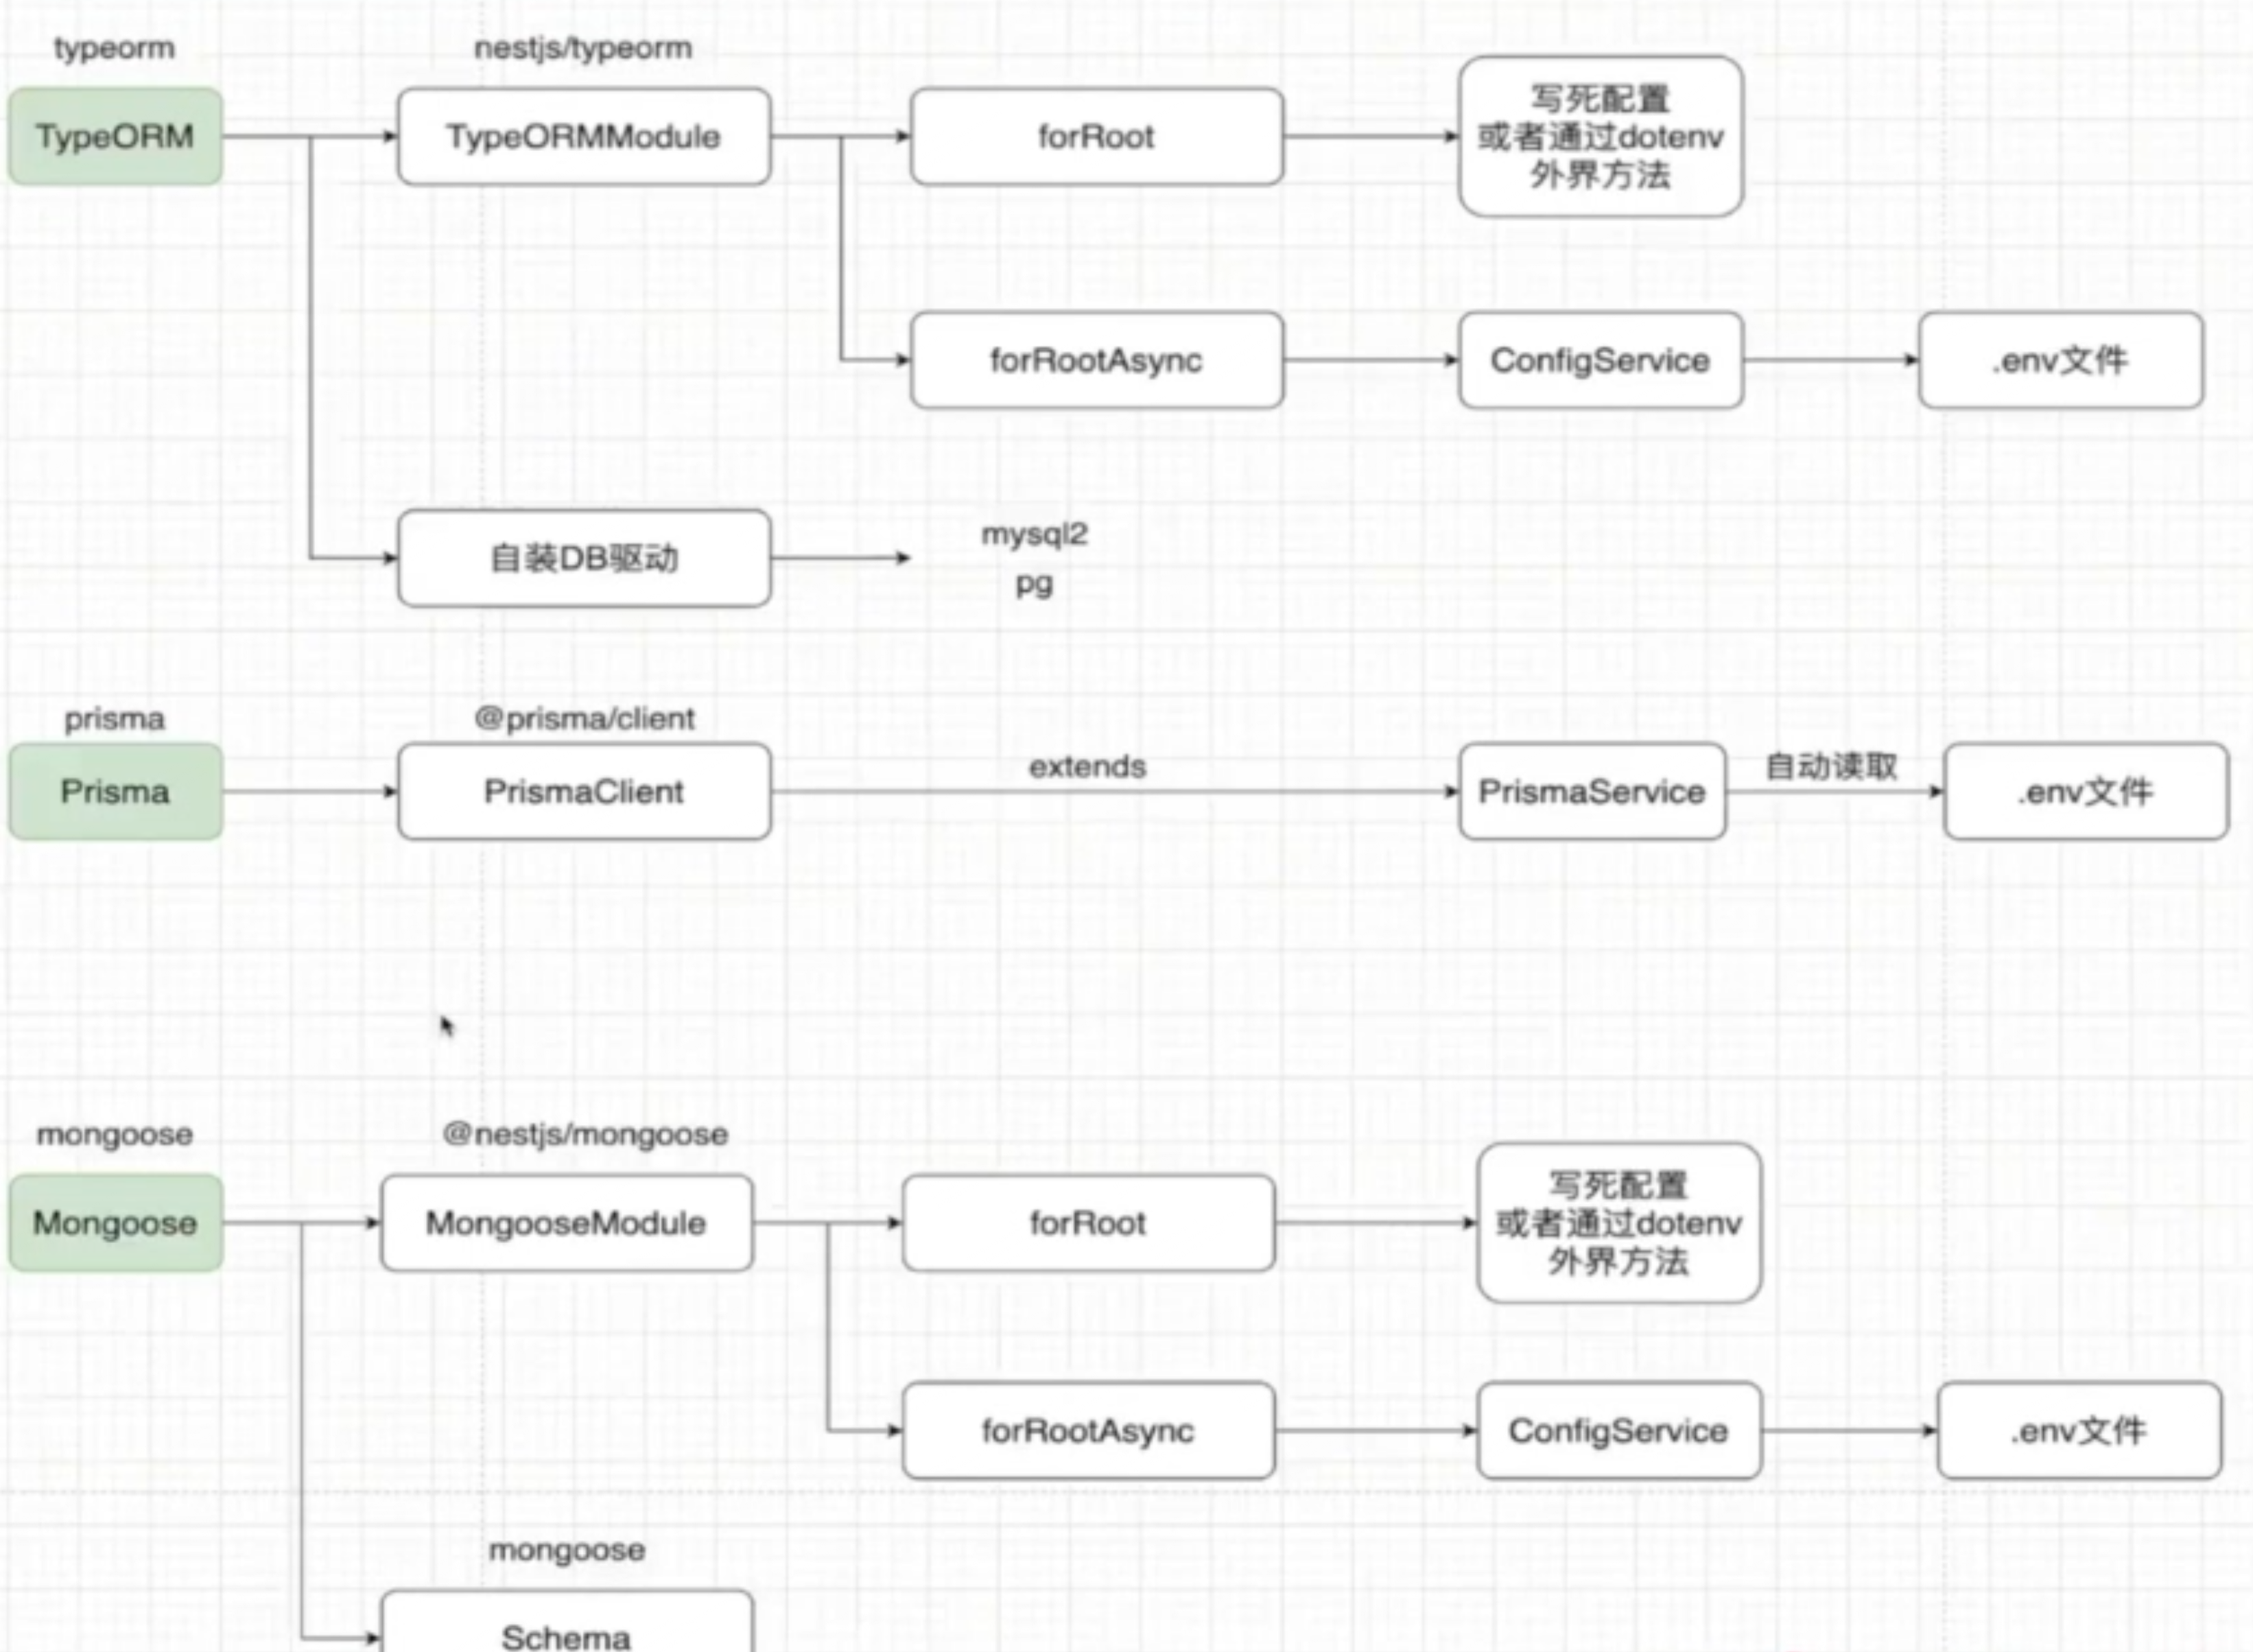 typeorm
nestjs/typeorm
TypeORM
TypeORMModule
forRoot
写死配置
或者通过dotenv
外界方法
forRootAsync
ConfigService
.env文件
自装DB驱动
mysql2
pg
prisma
@prisma/client
Prisma
PrismaClient
extends
PrismaService
自动读取
.env文件
mongoose
@nestjs/mongoose
Mongoose
MongooseModule
forRoot
写死配置
或者通过dotenv
外界方法
forRootAsync
ConfigService
.env文件
mongoose
Schema